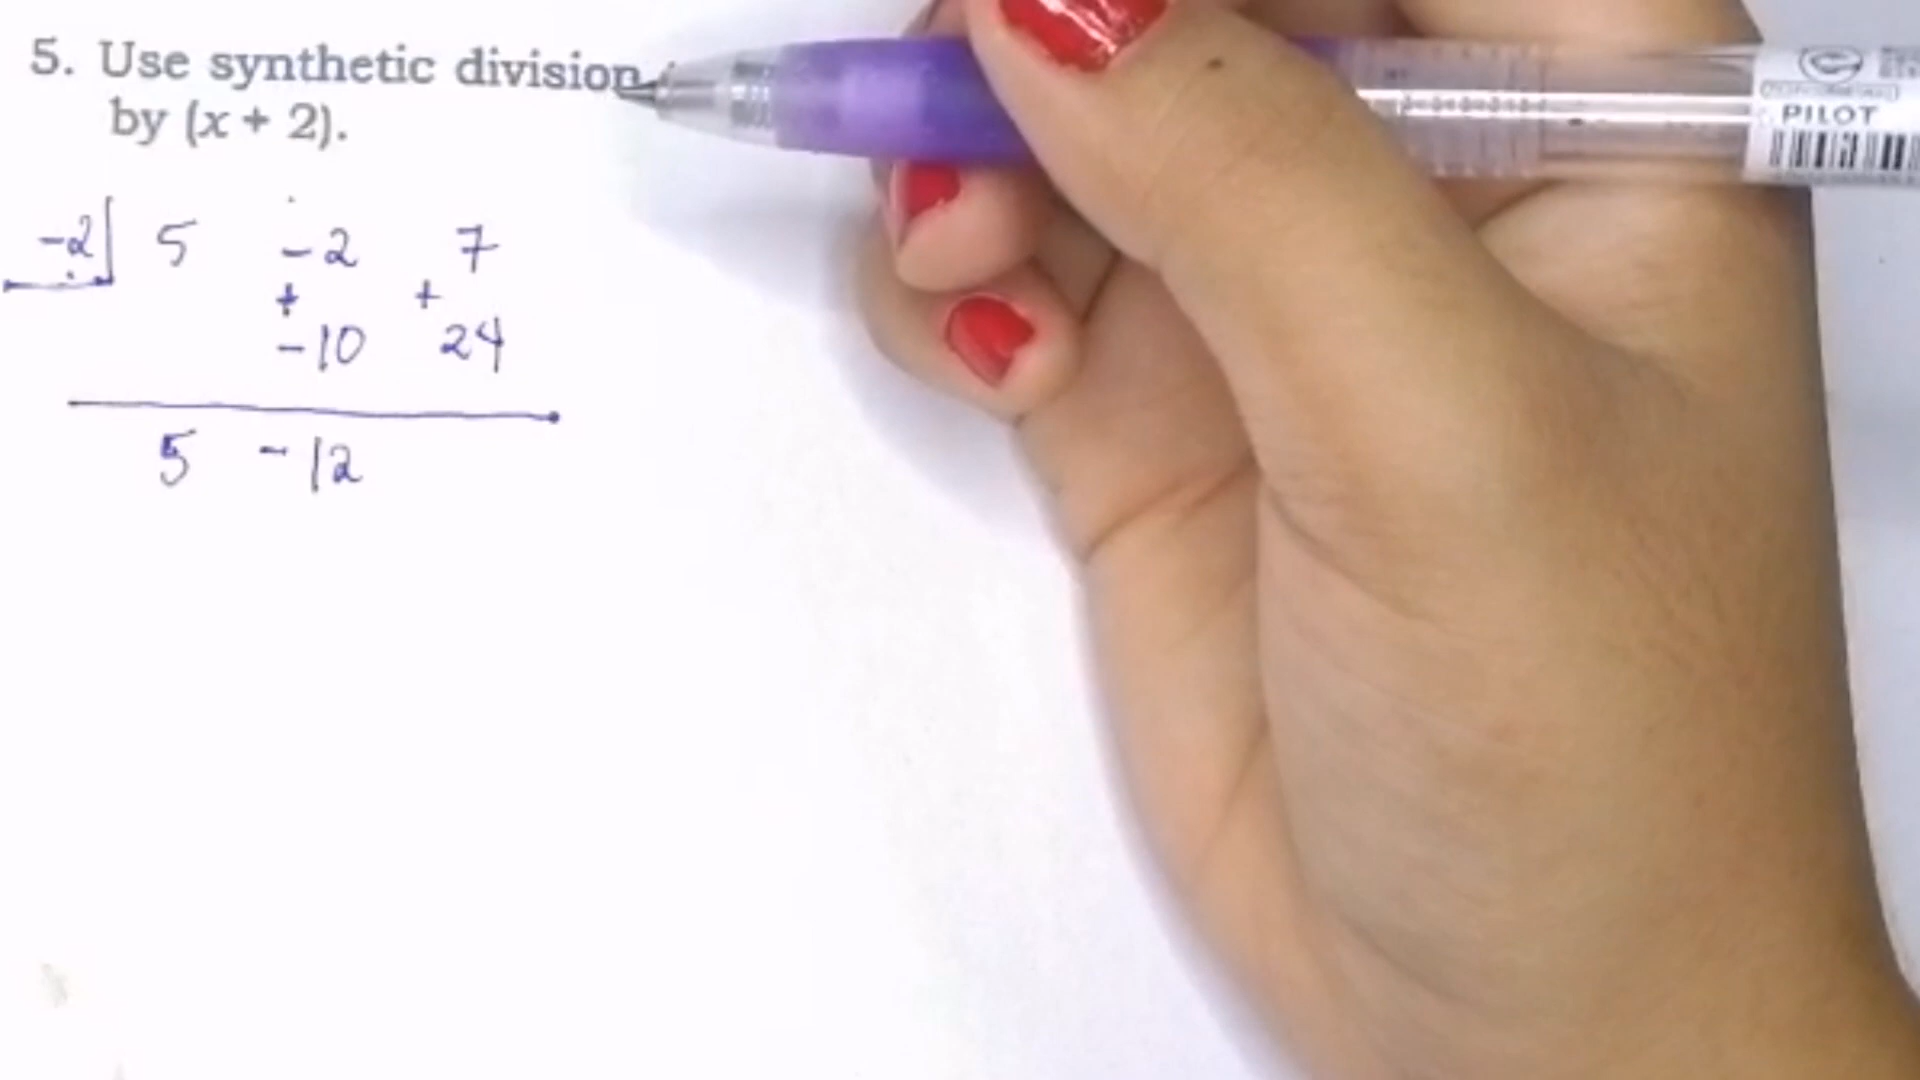 5. Use synthetic division
by (x + 2).
-2 5 -2 7
+ +
-10 24
5 -12
PILOT